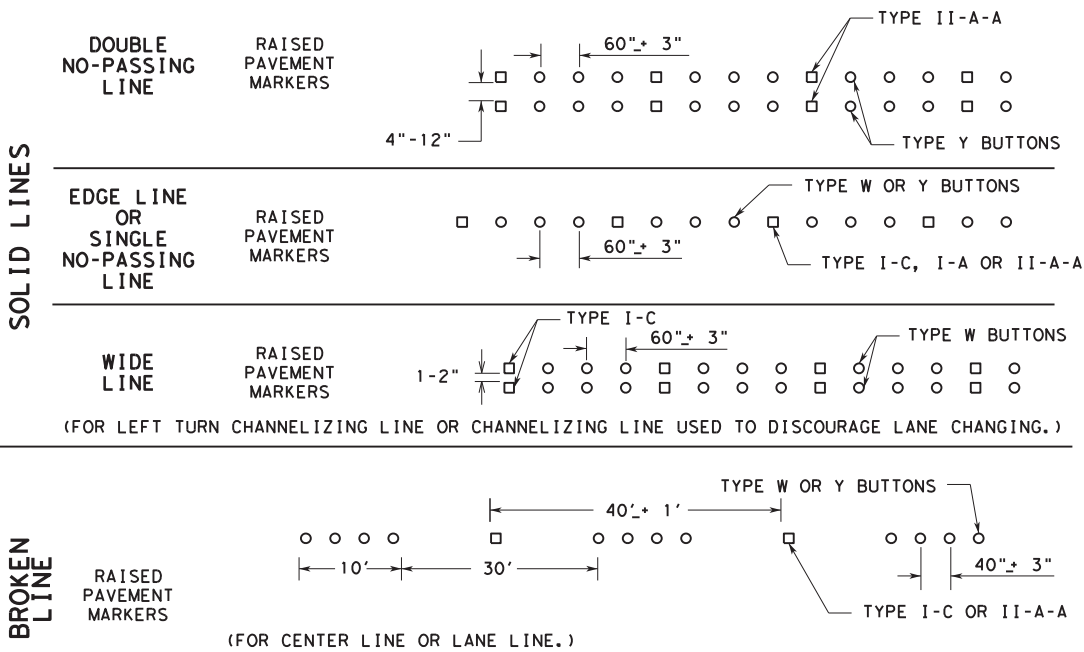 SOLID LINES
DOUBLE
NO-PASSING
LINE
RAISED
PAVEMENT
MARKERS
60"± 3"
TYPE II-A-A
4"-12"
TYPE Y BUTTONS
EDGE LINE
OR
SINGLE
NO-PASSING
LINE
RAISED
PAVEMENT
MARKERS
TYPE W OR Y BUTTONS
60"± 3"
TYPE I-C, I-A OR II-A-A
WIDE
LINE
RAISED
PAVEMENT
MARKERS
TYPE I-C
60"± 3"
TYPE W BUTTONS
1-2"
(FOR LEFT TURN CHANNELIZING LINE OR CHANNELIZING LINE USED TO DISCOURAGE LANE CHANGING.)
BROKEN
LINE
RAISED
PAVEMENT
MARKERS
TYPE W OR Y BUTTONS
40'± 1'
10'
30'
40"± 3"
TYPE I-C OR II-A-A
(FOR CENTER LINE OR LANE LINE.)